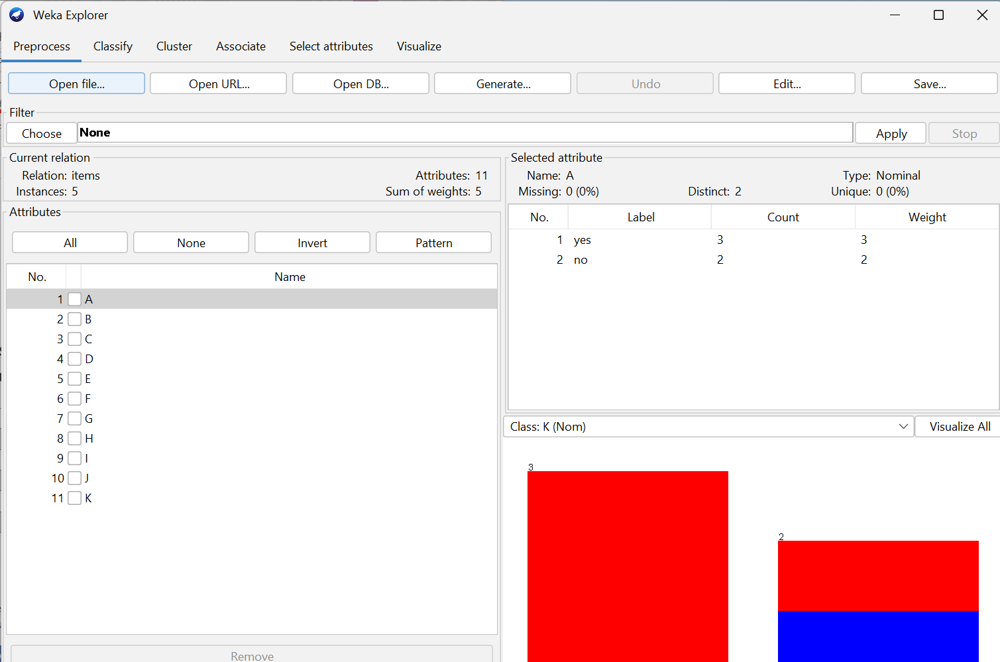 Weka Explorer
Preprocess Classify Cluster Associate Select attributes Visualize
Open file... Open URL... Open DB... Generate... Undo Edit... Save...
Filter
Choose None Apply Stop
Current relation
Relation: items Attributes: 11
Instances: 5 Sum of weights: 5
Attributes
All None Invert Pattern
No. Name
1 A
2 B
3 C
4 D
5 E
6 F
7 G
8 H
9 I
10 J
11 K
Remove
Selected attribute
Name: A Type: Nominal
Missing: 0 (0%) Distinct: 2 Unique: 0 (0%)
No. Label Count Weight
1 yes 3 3
2 no 2 2
Class: K (Nom) Visualize All
3
2